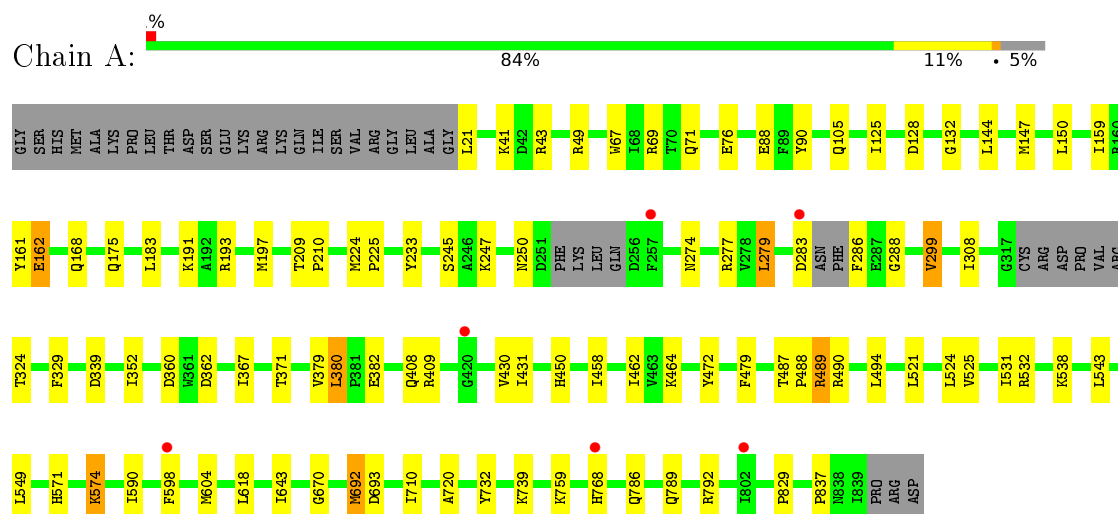 .%
Chain A:
84% 11% • 5%
GLY SER HIS MET ALA LYS PRO LEU THR ASP SER GLU LYS ARG LYS GLN ILE SER VAL ARG GLY LEU ALA GLY L21 K41 D42 R43 R49 W67 I68 R69 T70 Q71 E76 E88 F89 Y90 Q105 I125 D128 G132 L144 M147 L150 I159 R160
Y161 E162 Q168 Q175 L183 K191 A192 R193 M197 T209 P210 M224 P225 Y233 S245 A246 K247 N250 D251 PHE LYS LEU GLN D256 F257 N274 R277 V278 L279 D283 ASN PHE F286 E287 G288 V299 I308 G317 CYS ARG ASP PRO VAL ARG
T324 F329 D339 I352 D360 W361 D362 I367 T371 V379 I380 P381 E382 Q408 R409 G420 V430 I431 H450 I458 I462 V463 K464 Y472 F479 T487 P488 R489 R490 L494 L521 L524 V525 I531 R532 K538 L543
L549 H571 K574 I590 F598 M604 L618 I643 G670 M692 D693 I710 A720 Y732 K739 K759 H768 Q786 Q789 R792 I802 P829 P837 N838 I839 PRO ARG ASP